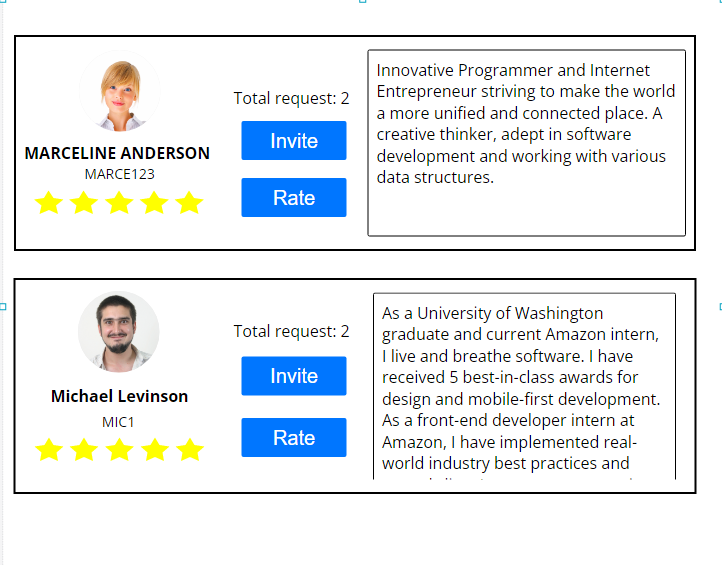 Total request: 2
Invite
Rate
MARCELINE ANDERSON
MARCE123
Innovative Programmer and Internet
Entrepreneur striving to make the world
a more unified and connected place. A
creative thinker, adept in software
development and working with various
data structures.
Total request: 2
Invite
Rate
Michael Levinson
MIC1
As a University of Washington
graduate and current Amazon intern,
I live and breathe software. I have
received 5 best-in-class awards for
design and mobile-first development.
As a front-end developer intern at
Amazon, I have implemented real-
world industry best practices and